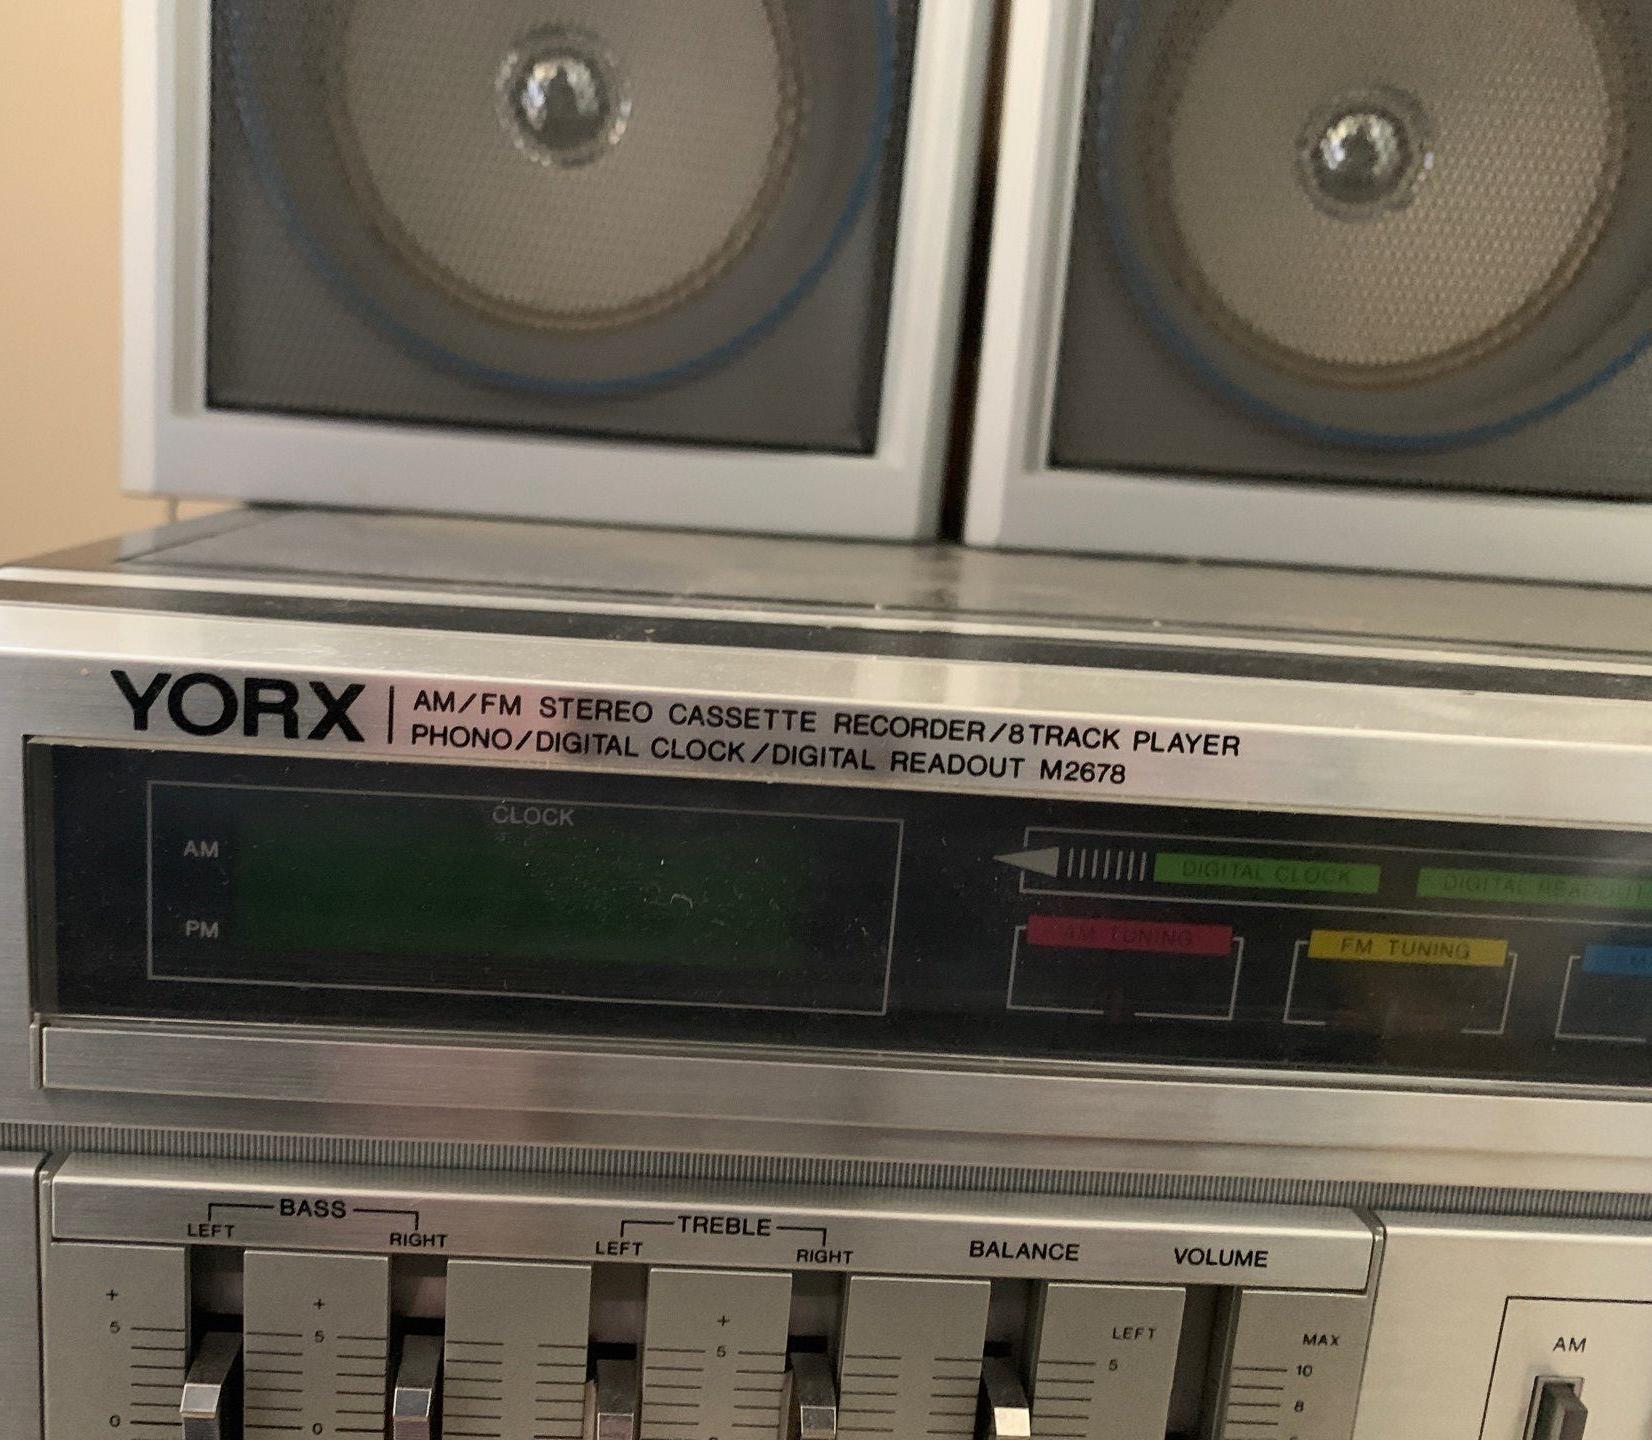 YORX | AM/FM STEREO CASSETTE RECORDER/8TRACK PLAYER
PHONO/DIGITAL CLOCK/DIGITAL READOUT M2678
CLOCK
AM
PM
DIGITAL CLOCK DIGITAL READOUT
AM TUNING FM TUNING
BASS
LEFT RIGHT
TREBLE
LEFT RIGHT
BALANCE VOLUME
+ + +
5 5 5
0 0
LEFT
5
MAX
10
8
AM